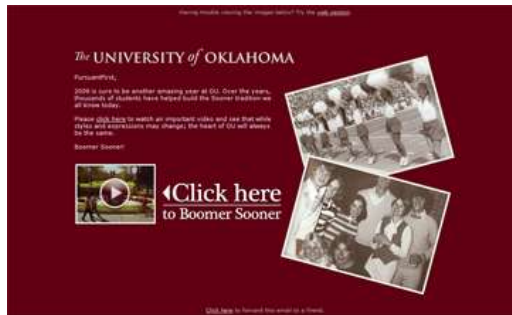 Having trouble viewing the images below? Try the web version.
The UNIVERSITY of OKLAHOMA
PursuantFirst,
2009 is sure to be another amazing year at OU. Over the years,
thousands of students have helped build the Sooner tradition we
all know today.
Please click here to watch an important video and see that while
styles and expressions may change; the heart of OU will always
be the same.
Boomer Sooner!
Click here
to Boomer Sooner
Click here to forward this email to a friend.